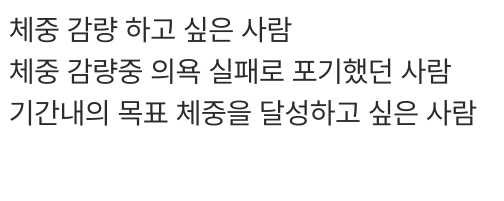 체중 감량 하고 싶은 사람
체중 감량중 의욕 실패로 포기했던 사람
기간내의 목표 체중을 달성하고 싶은 사람